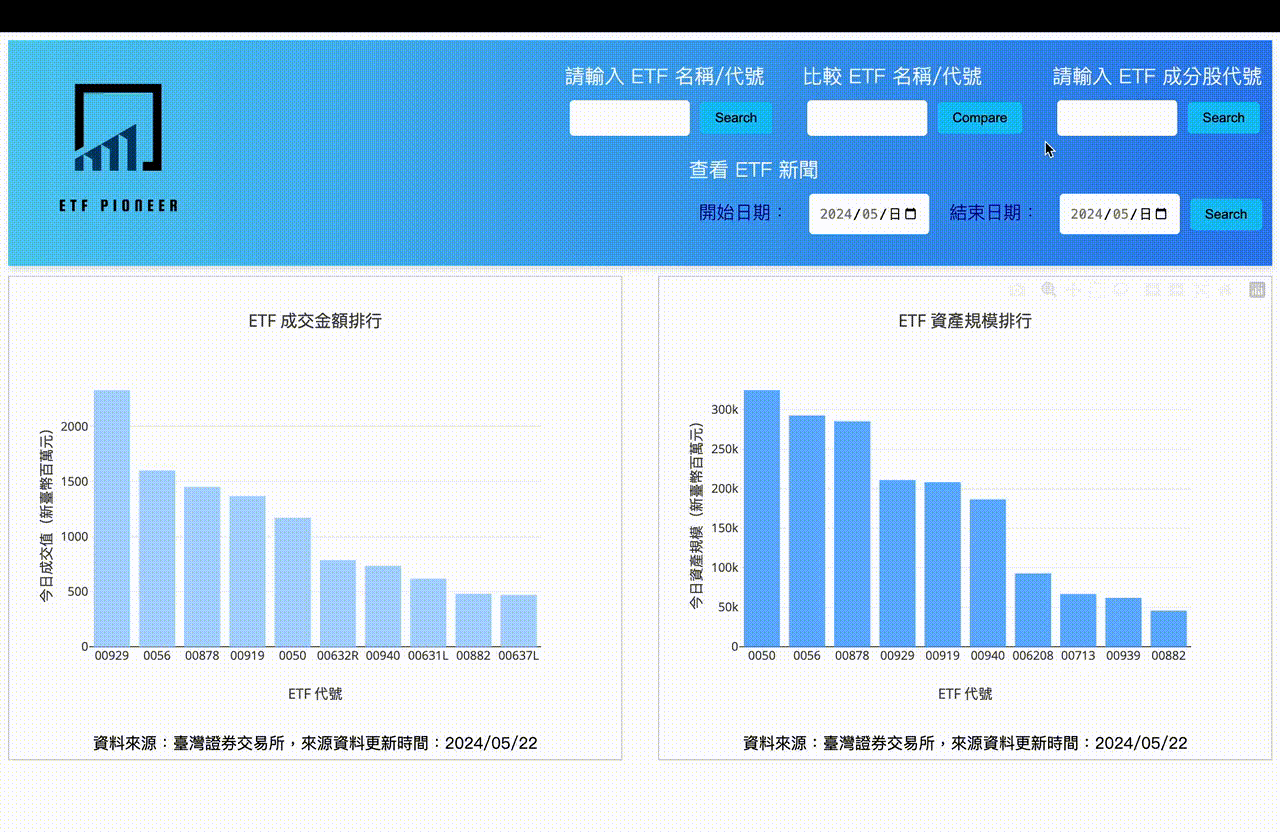 請輸入 ETF 名稱/代號
比較 ETF 名稱/代號
請輸入 ETF 成分股代號
Search
Compare
Search
ETF PIONEER
查看 ETF 新聞
開始日期：
2024/05/日
結束日期：
2024/05/日
Search
ETF 成交金額排行
今日成交值（新臺幣百萬元）
2000
1500
1000
500
0
00929 0056 00878 00919 0050 00632R 00940 00631L 00882 00637L
ETF 代號
資料來源：臺灣證券交易所，來源資料更新時間：2024/05/22
ETF 資產規模排行
今日資產規模（新臺幣百萬元）
300k
250k
200k
150k
100k
50k
0
0050 0056 00878 00929 00919 00940 006208 00713 00939 00882
ETF 代號
資料來源：臺灣證券交易所，來源資料更新時間：2024/05/22